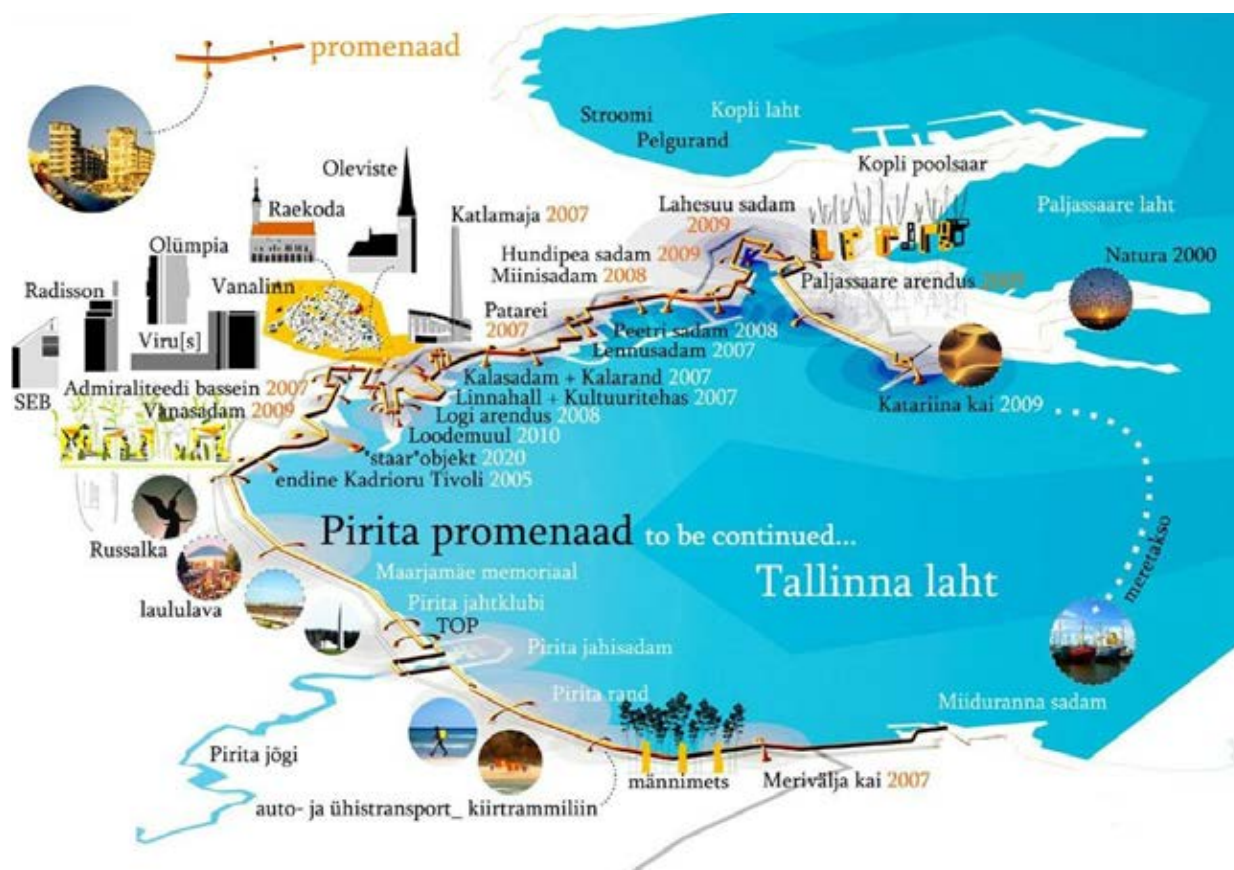 promenaad
Stroomi
Kopli laht
Pelgurand
Kopli poolsaar
Oleviste
Raekoda
Katlamaja 2007
Lahesuu sadam
2009
Paljassaare laht
Olümpia
Hundipea sadam 2009
Natura 2000
Miinisadam 2008
Radisson
Vanalinn
Paljassaare arendus
Patarei
2007
Viru[s]
Peetri sadam 2008
Lennusadam 2007
SEB
Admiraliteedi bassein 2007
Kalasadam + Kalarand 2007
Vanasadam 2009
Linnahall + Kultuuritehas 2007
Katariina kai 2009
Logi arendus 2008
Loodemuul 2010
"staar"objekt 2020
endine Kadrioru Tivoli 2005
Pirita promenaad to be continued...
Russalka
meretakso
Maarjamäe memoriaal
Tallinna laht
laululava
Pirita jahtklubi
TOP
Pirita jahisadam
Pirita rand
Miiduranna sadam
Pirita jõgi
männimets
Merivälja kai 2007
auto- ja ühistransport_ kiirtrammiliin